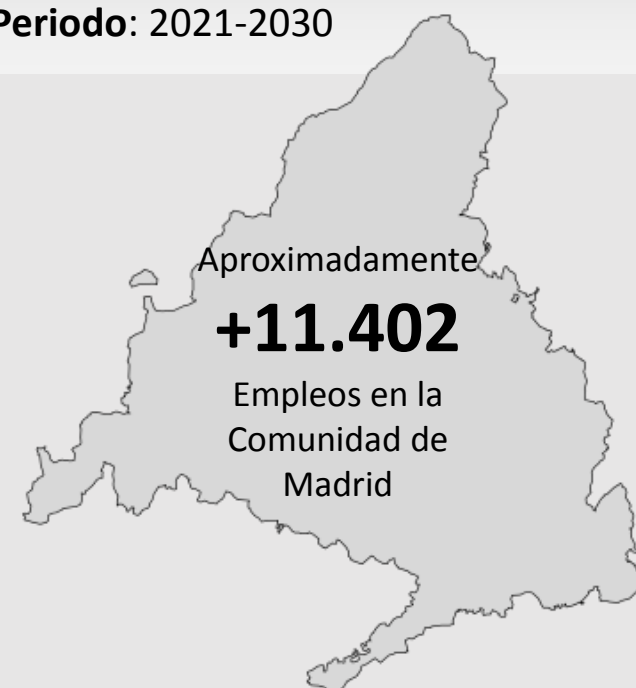 Periodo: 2021-2030
Aproximadamente
+11.402
Empleos en la
Comunidad de
Madrid